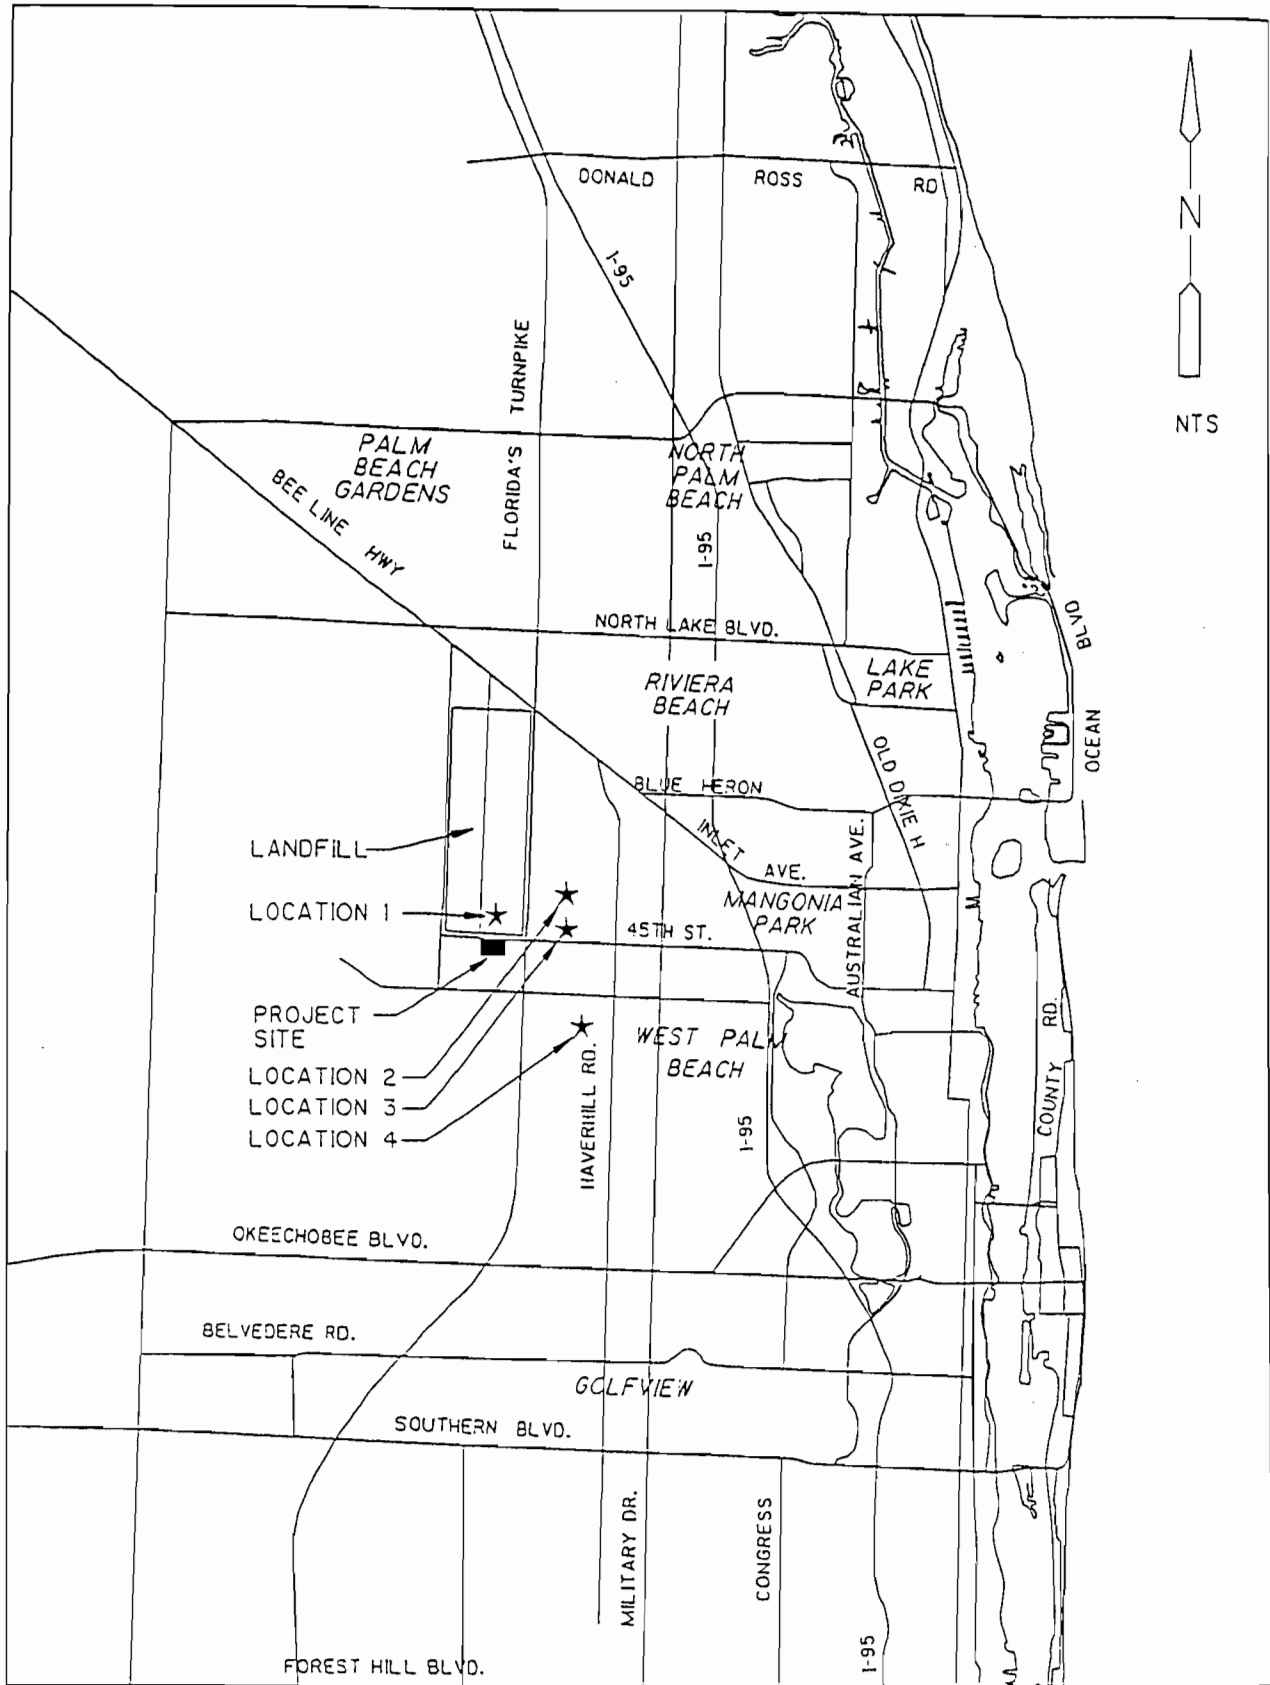 DONALD ROSS RD
I-95
N
NTS
FLORIDA'S TURNPIKE
PALM
BEACH
GARDENS
NORTH
PALM
BEACH
BEE LINE HWY
I-95
BLVD
NORTH LAKE BLVD.
LAKE
PARK
RIVIERA
BEACH
OCEAN
OLD DIXIE H
BLUE HERON
INLET AVE.
LANDFILL
AUSTRALIAN AVE.
MANGONIA
PARK
LOCATION 1
45TH ST.
PROJECT
SITE
COUNTY RD.
WEST PAL
BEACH
LOCATION 2
LOCATION 3
LOCATION 4
HAVERHILL RD.
I-95
OKEECHOBEE BLVD.
BELVEDERE RD.
GOLFVIEW
SOUTHERN BLVD.
MILITARY DR.
CONGRESS
I-95
FOREST HILL BLVD.